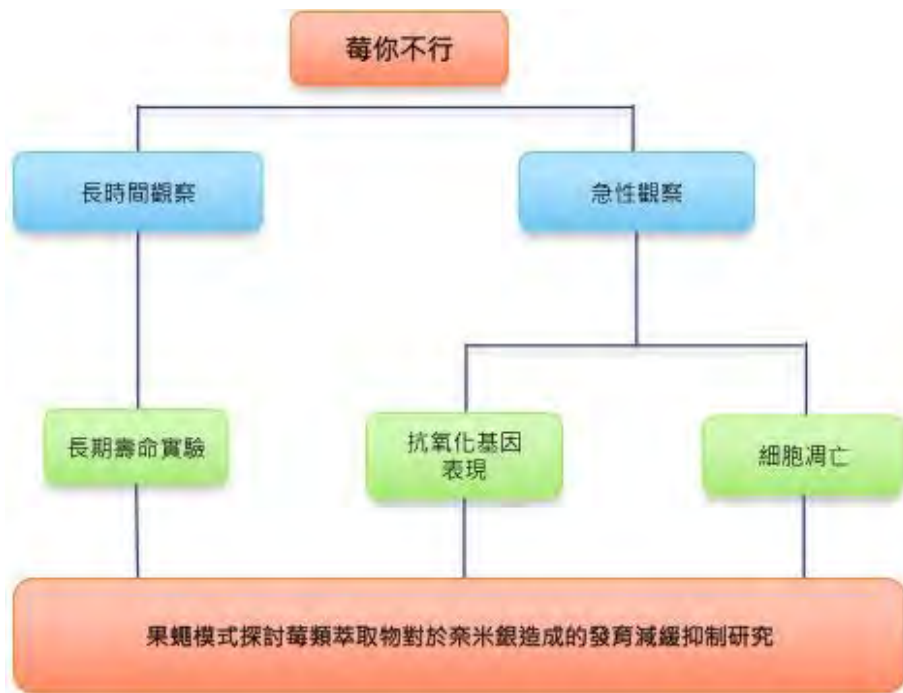 莓你不行
長時間觀察
急性觀察
長期壽命實驗
抗氧化基因
表現
細胞凋亡
果蠅模式探討莓類萃取物對於奈米銀造成的發育減緩抑制研究